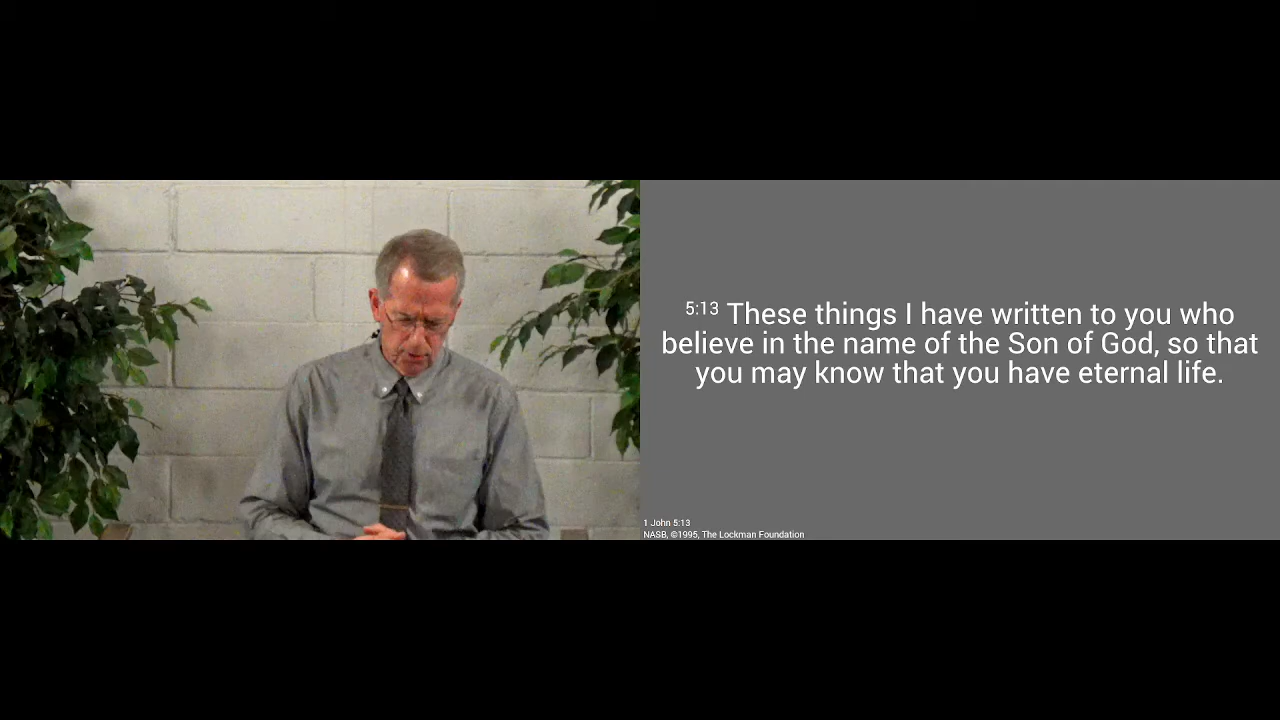 5:13 These things I have written to you who
believe in the name of the Son of God, so that
you may know that you have eternal life.
1 John 5:13
NASB, ©1995, The Lockman Foundation